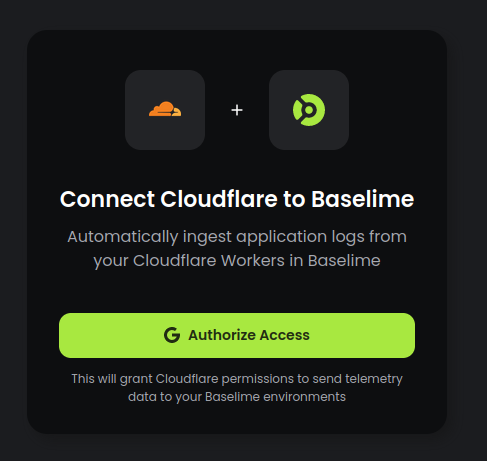 +
Connect Cloudflare to Baselime
Automatically ingest application logs from
your Cloudflare Workers in Baselime
Authorize Access
This will grant Cloudflare permissions to send telemetry
data to your Baselime environments